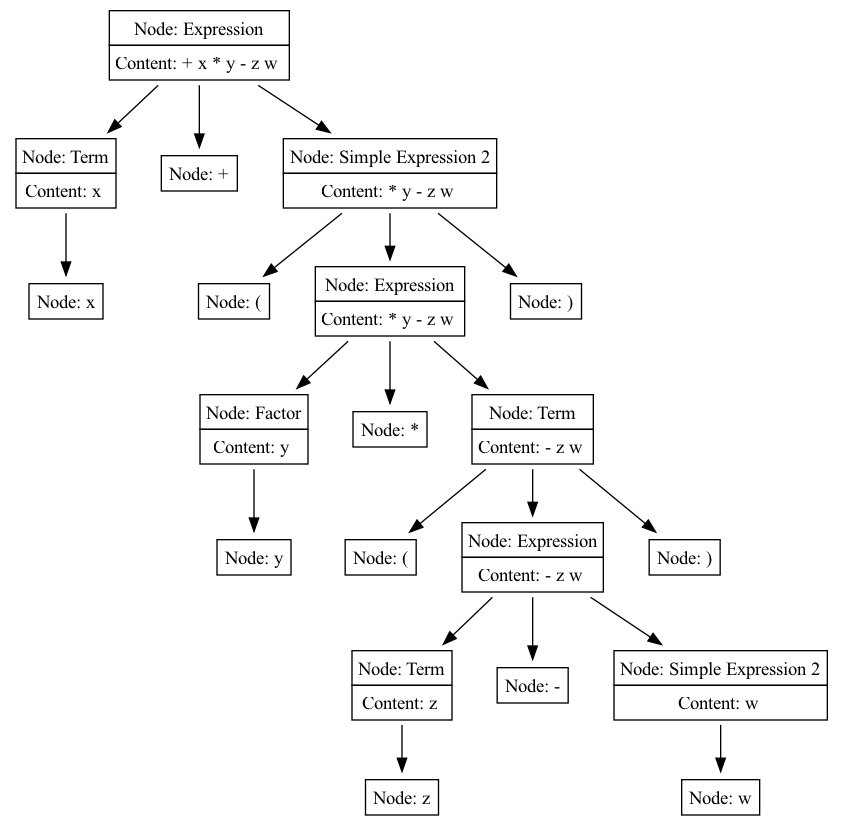 Node: Expression
Content: + x * y - z w
Node: Term
Content: x
Node: +
Node: Simple Expression 2
Content: * y - z w
Node: x
Node: (
Node: Expression
Content: * y - z w
Node: )
Node: Factor
Content: y
Node: *
Node: Term
Content: - z w
Node: y
Node: (
Node: Expression
Content: - z w
Node: )
Node: Term
Content: z
Node: -
Node: Simple Expression 2
Content: w
Node: z
Node: w